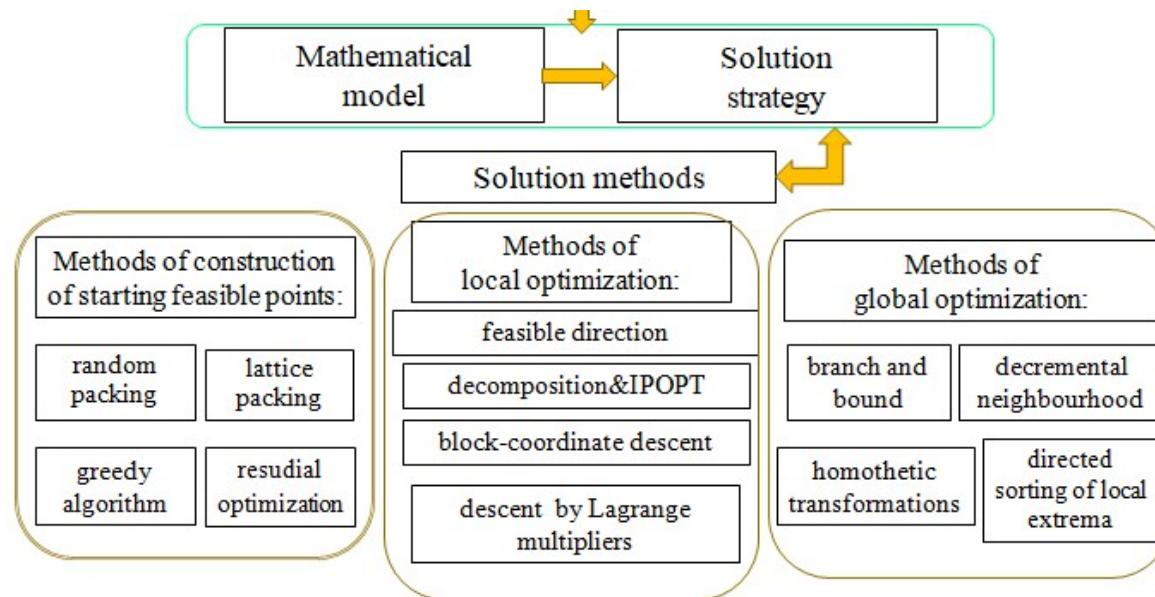 Mathematical
model
Solution
strategy
Solution methods
Methods of construction
of starting feasible points:
random
packing
lattice
packing
greedy
algorithm
resudial
optimization
Methods of
local optimization:
feasible direction
decomposition&IPOPT
block-coordinate descent
descent by Lagrange
multipliers
Methods of
global optimization:
branch and
bound
decremental
neighbourhood
homothetic
transformations
directed
sorting of local
extrema